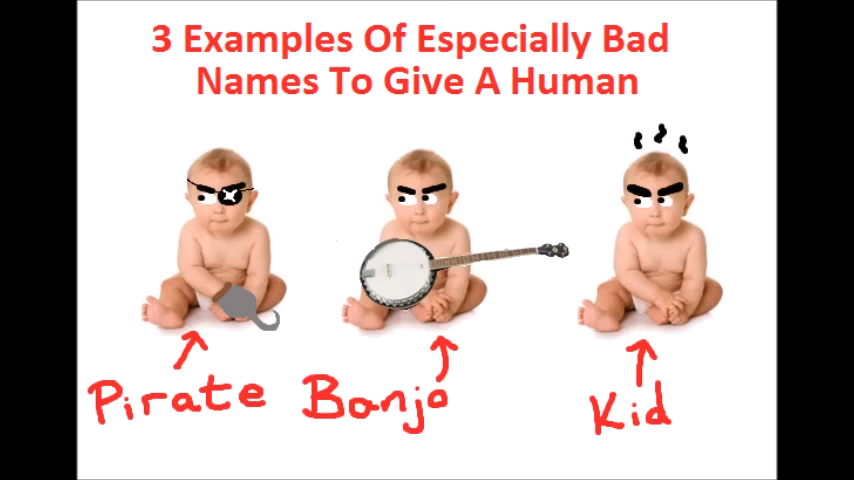 3 Examples Of Especially Bad
Names To Give A Human
Pirate Banjo Kid